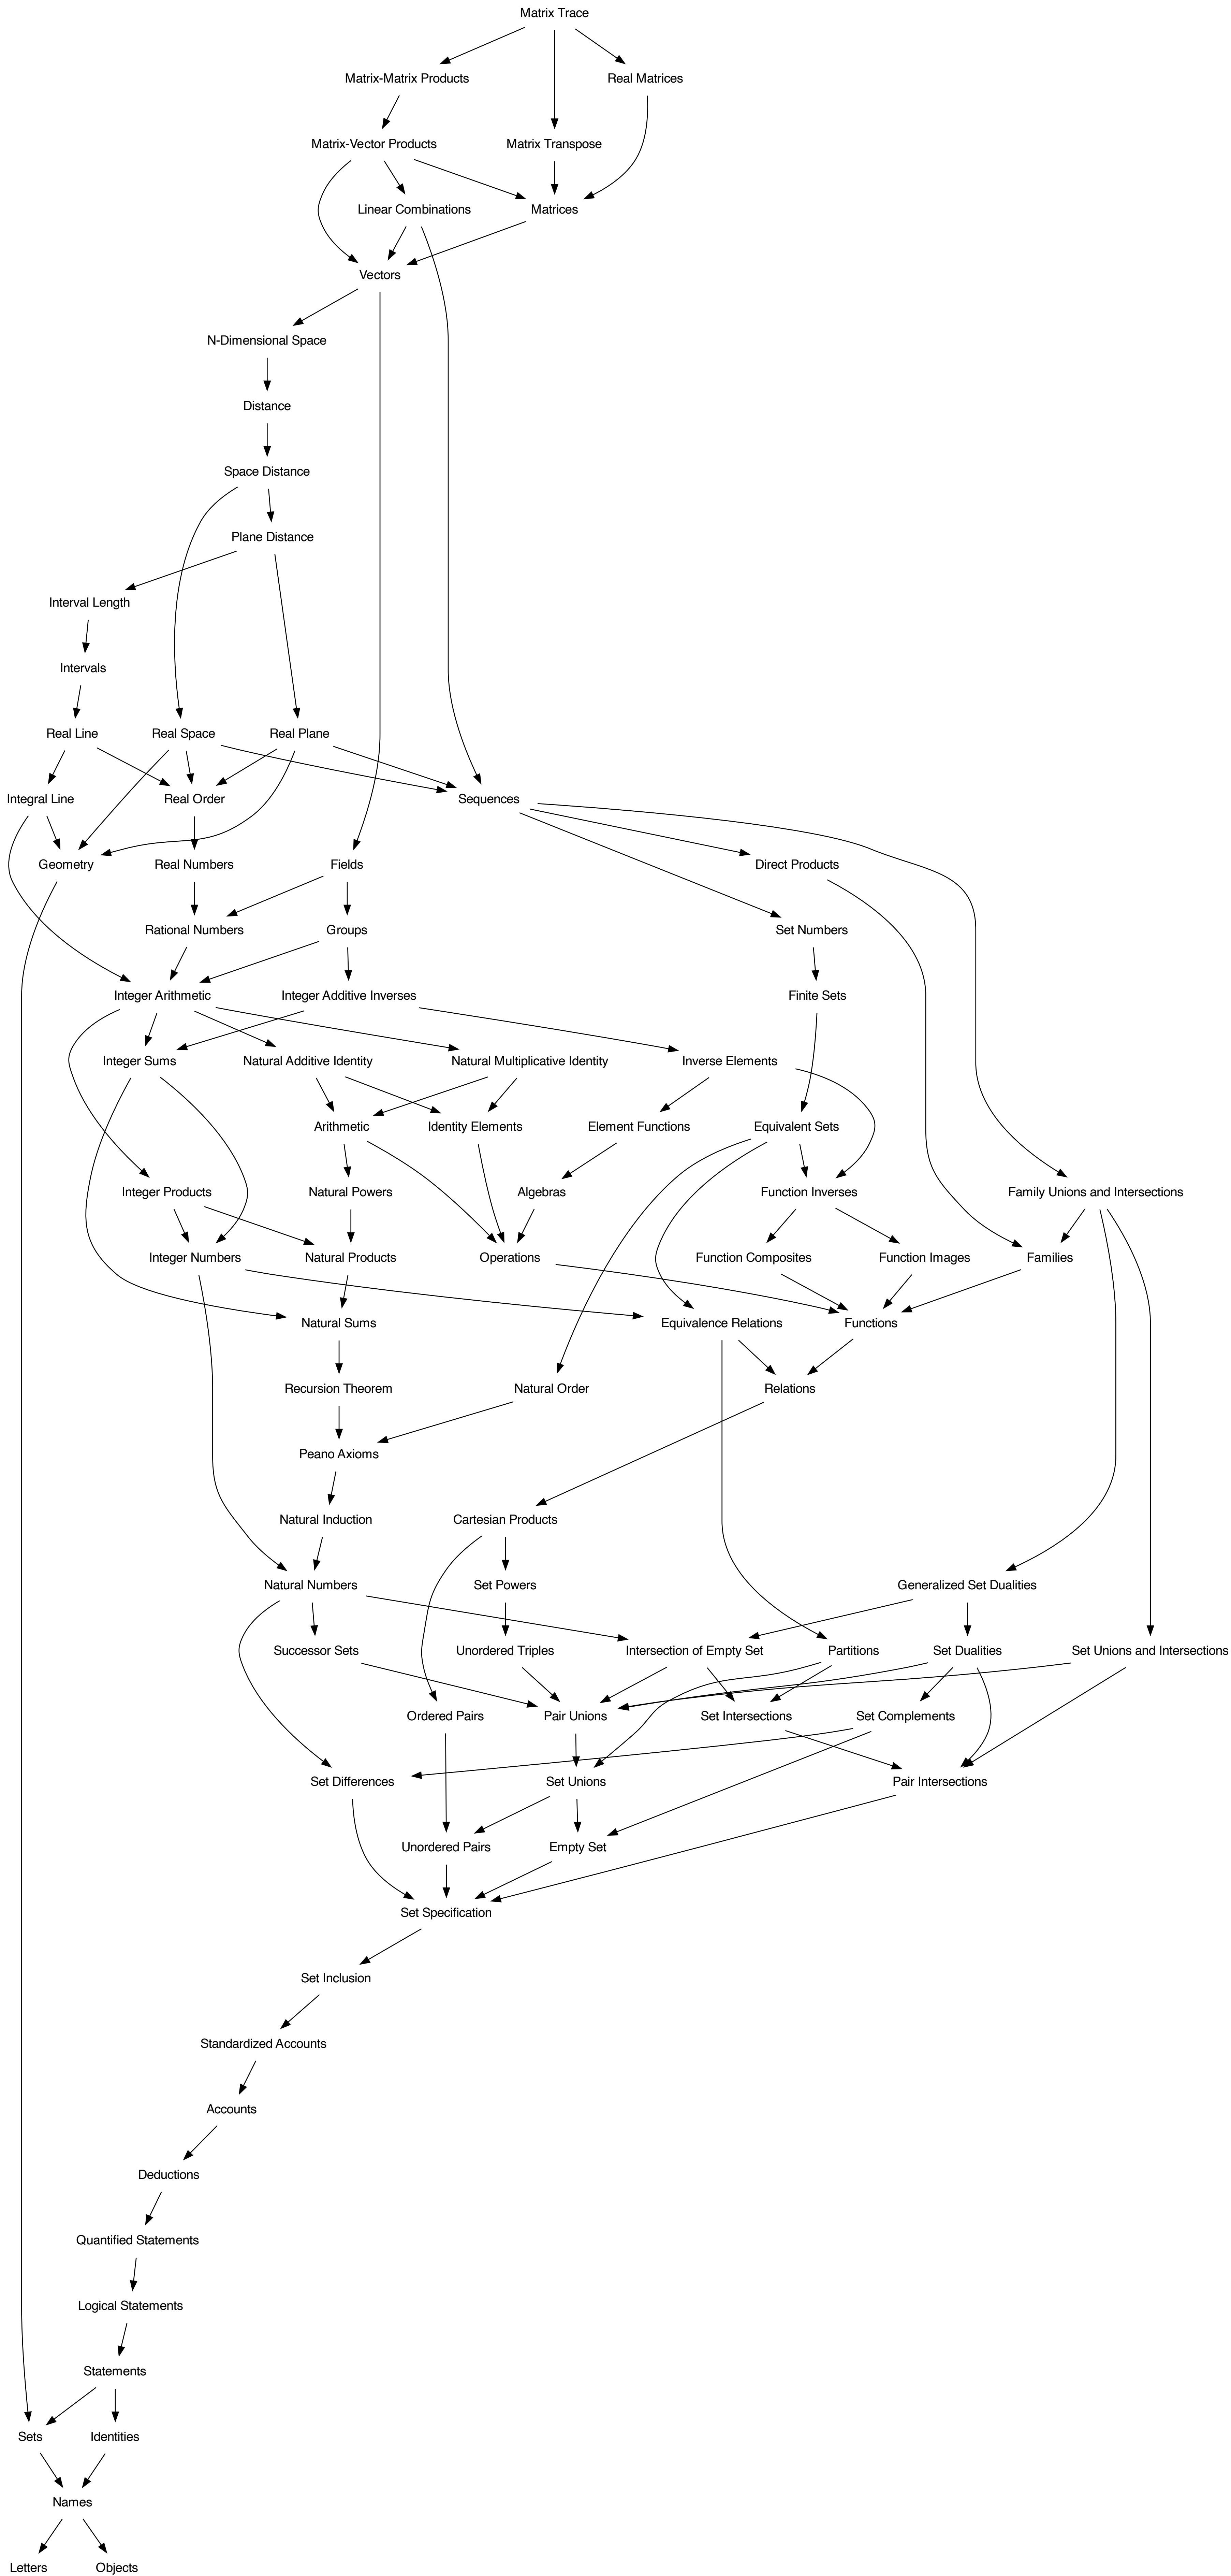 Matrix Trace
Matrix-Matrix Products
Real Matrices
Matrix-Vector Products
Matrix Transpose
Linear Combinations
Matrices
Vectors
N-Dimensional Space
Distance
Space Distance
Plane Distance
Interval Length
Intervals
Real Line
Real Space
Real Plane
Integral Line
Real Order
Sequences
Geometry
Real Numbers
Fields
Direct Products
Rational Numbers
Groups
Set Numbers
Integer Arithmetic
Integer Additive Inverses
Finite Sets
Integer Sums
Natural Additive Identity
Natural Multiplicative Identity
Inverse Elements
Arithmetic
Identity Elements
Element Functions
Equivalent Sets
Integer Products
Natural Powers
Algebras
Function Inverses
Family Unions and Intersections
Integer Numbers
Natural Products
Operations
Function Composites
Function Images
Families
Natural Sums
Equivalence Relations
Functions
Recursion Theorem
Natural Order
Relations
Peano Axioms
Natural Induction
Cartesian Products
Natural Numbers
Set Powers
Generalized Set Dualities
Successor Sets
Unordered Triples
Intersection of Empty Set
Partitions
Set Dualities
Set Unions and Intersections
Ordered Pairs
Pair Unions
Set Intersections
Set Complements
Set Differences
Set Unions
Pair Intersections
Unordered Pairs
Empty Set
Set Specification
Set Inclusion
Standardized Accounts
Accounts
Deductions
Quantified Statements
Logical Statements
Statements
Sets
Identities
Names
Letters
Objects